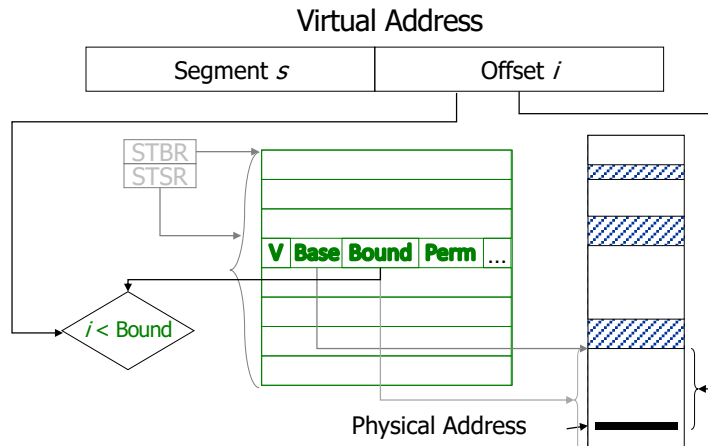 Virtual Address
Segment s
Offset i
STBR
STSR
V Base Bound Perm ...
i < Bound
Physical Address